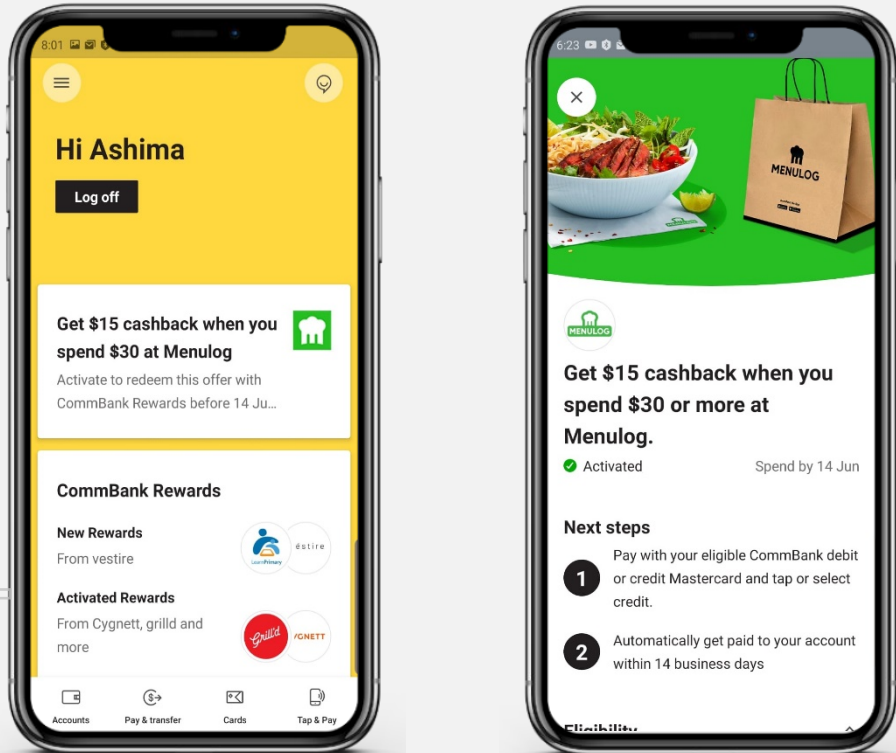 8:01
Hi Ashima
Log off
Get $15 cashback when you
spend $30 at Menulog
Activate to redeem this offer with
CommBank Rewards before 14 Ju...
CommBank Rewards
New Rewards
From vestire
LearnPrimary
éstire
Activated Rewards
From Cygnett, grilld and
more
Grill'd
YGNETT
Accounts
Pay & transfer
Cards
Tap & Pay
6:23
MENULOG
MENULOG
Get $15 cashback when you
spend $30 or more at
Menulog.
Activated
Spend by 14 Jun
Next steps
1
Pay with your eligible CommBank debit
or credit Mastercard and tap or select
credit.
2
Automatically get paid to your account
within 14 business days
Eligibility